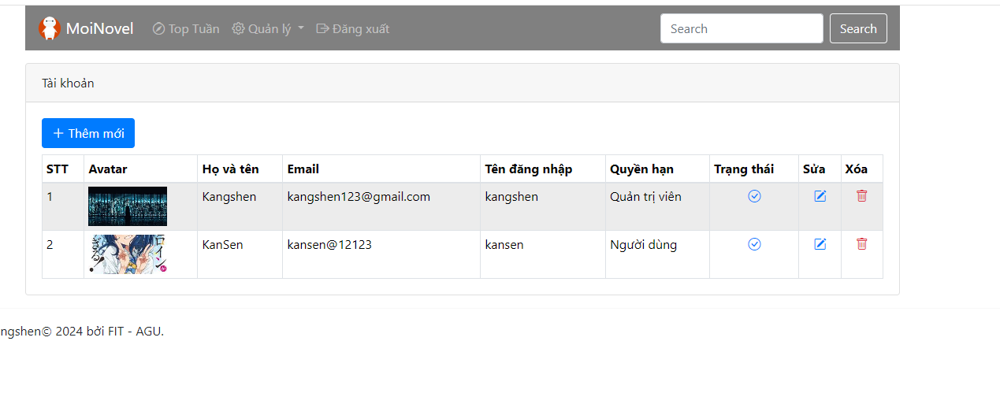 MoiNovel Top Tuần Quản lý Đăng xuất Search Search
Tài khoản
Thêm mới
STT Avatar Họ và tên Email Tên đăng nhập Quyền hạn Trạng thái Sửa Xóa
1 Kangshen kangshen123@gmail.com kangshen Quản trị viên
2 KanSen kansen@12123 kansen Người dùng
ngshen© 2024 bởi FIT - AGU.